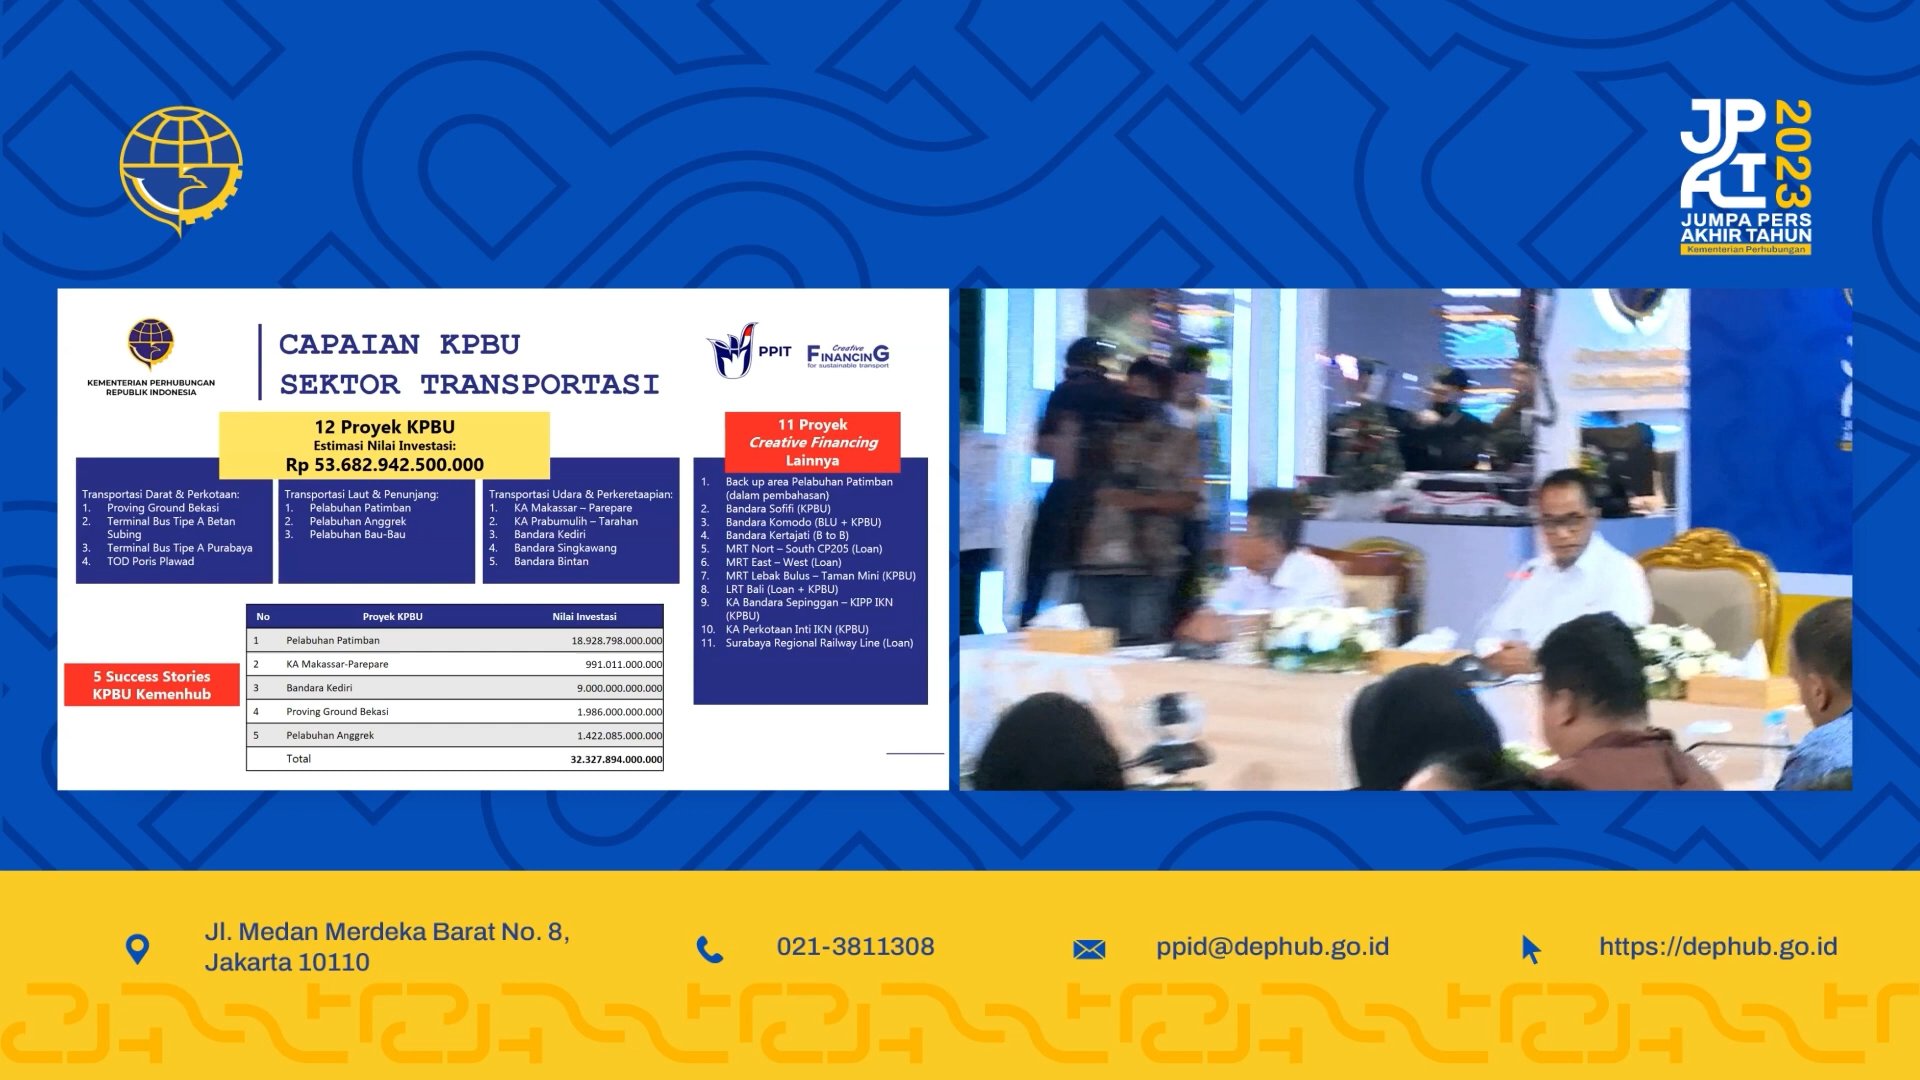 JPAT 2023
JUMPA PERS
AKHIR TAHUN
Kementerian Perhubungan
KEMENTERIAN PERHUBUNGAN
REPUBLIK INDONESIA
CAPAIAN KPBU
SEKTOR TRANSPORTASI
PPIT
Creative
FINANCING
for sustainable transport
12 Proyek KPBU
Estimasi Nilai Investasi:
Rp 53.682.942.500.000
Transportasi Darat & Perkotaan:
1. Proving Ground Bekasi
2. Terminal Bus Tipe A Betan
Subing
3. Terminal Bus Tipe A Purabaya
4. TOD Poris Plawad
Transportasi Laut & Penunjang:
1. Pelabuhan Patimban
2. Pelabuhan Anggrek
3. Pelabuhan Bau-Bau
Transportasi Udara & Perkeretaapian:
1. KA Makassar – Parepare
2. KA Prabumulih – Tarahan
3. Bandara Kediri
4. Bandara Singkawang
5. Bandara Bintan
11 Proyek
Creative Financing
Lainnya
1. Back up area Pelabuhan Patimban
(dalam pembahasan)
2. Bandara Sofifi (KPBU)
3. Bandara Komodo (BLU + KPBU)
4. Bandara Kertajati (B to B)
5. MRT Nort – South CP205 (Loan)
6. MRT East – West (Loan)
7. MRT Lebak Bulus – Taman Mini (KPBU)
8. LRT Bali (Loan + KPBU)
9. KA Bandara Sepinggan – KIPP IKN
(KPBU)
10. KA Perkotaan Inti IKN (KPBU)
11. Surabaya Regional Railway Line (Loan)
5 Success Stories
KPBU Kemenhub
No Proyek KPBU Nilai Investasi
1 Pelabuhan Patimban 18.928.798.000.000
2 KA Makassar-Parepare 991.011.000.000
3 Bandara Kediri 9.000.000.000.000
4 Proving Ground Bekasi 1.986.000.000.000
5 Pelabuhan Anggrek 1.422.085.000.000
Total 32.327.894.000.000
Jl. Medan Merdeka Barat No. 8,
Jakarta 10110
021-3811308
ppid@dephub.go.id
https://dephub.go.id